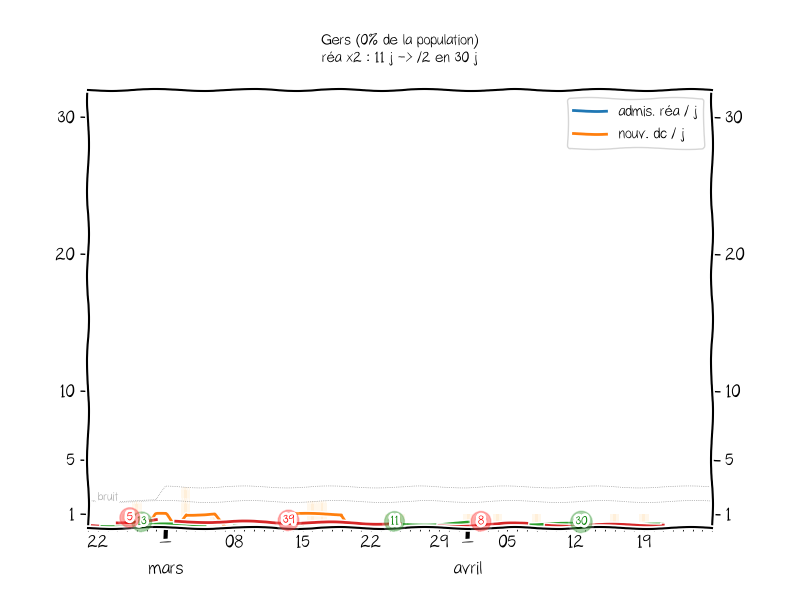 Gers (0% de la population)
réa x2 : 11 j -> /2 en 30 j
admis. réa / j
nouv. dc / j
30 30
20 20
10 10
5 5
bruit
1 1
5 13 39 11 8 30
22 08 15 22 29 05 12 19
mars avril